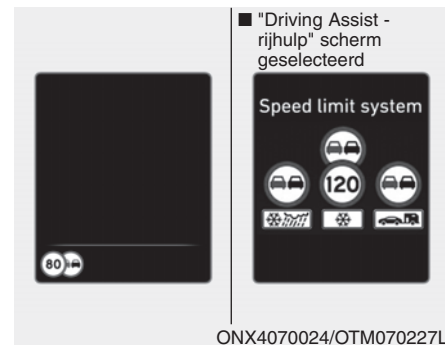 ■ "Driving Assist -
rijhulp" scherm
geselecteerd
Speed limit system
120
80
ONX4070024/OTM070227L